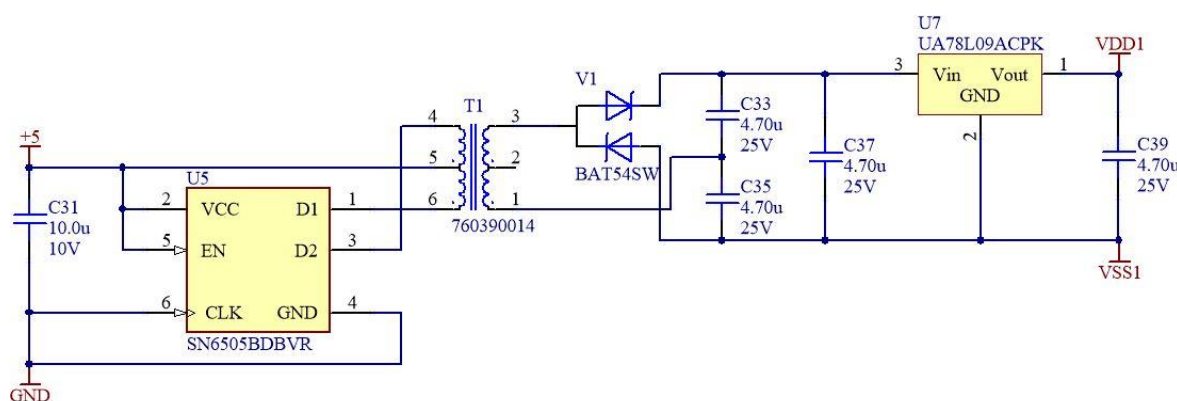 U7
UA78L09ACPK
VDD1
3
Vin
Vout
1
GND
2
V1
BAT54SW
T1
4
3
5
2
6
1
760390014
C33
4.70u
25V
C35
4.70u
25V
C37
4.70u
25V
C39
4.70u
25V
VSS1
+5
C31
10.0u
10V
U5
2
VCC
D1
1
5
EN
D2
3
6
CLK
GND
4
SN6505BDBVR
GND